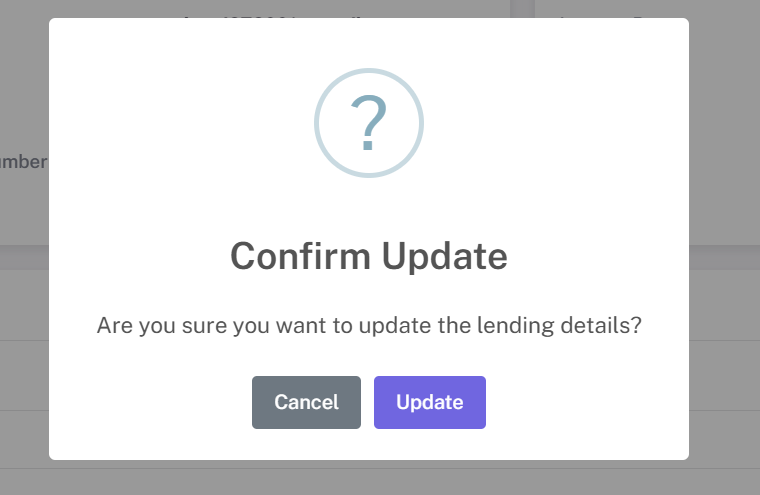 umber
?
Confirm Update
Are you sure you want to update the lending details?
Cancel
Update